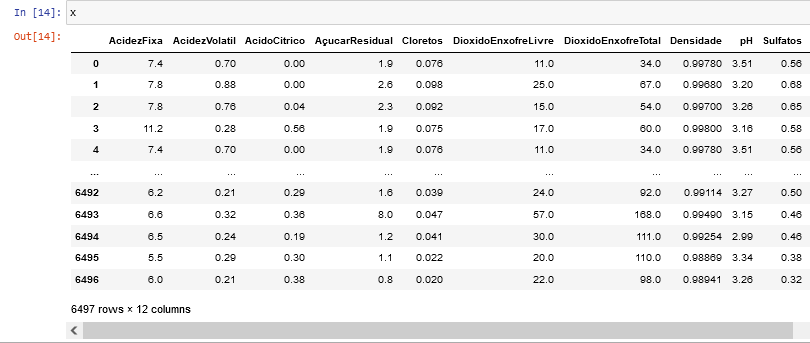 In [14]: x
Out[14]:
AcidezFixa AcidezVolatil AcidoCitrico AçucarResidual Cloretos DioxidoEnxofreLivre DioxidoEnxofreTotal Densidade pH Sulfatos
0 7.4 0.70 0.00 1.9 0.076 11.0 34.0 0.99780 3.51 0.56
1 7.8 0.88 0.00 2.6 0.098 25.0 67.0 0.99680 3.20 0.68
2 7.8 0.76 0.04 2.3 0.092 15.0 54.0 0.99700 3.26 0.65
3 11.2 0.28 0.56 1.9 0.075 17.0 60.0 0.99800 3.16 0.58
4 7.4 0.70 0.00 1.9 0.076 11.0 34.0 0.99780 3.51 0.56
... ... ... ... ... ... ... ... ... ... ...
6492 6.2 0.21 0.29 1.6 0.039 24.0 92.0 0.99114 3.27 0.50
6493 6.6 0.32 0.36 8.0 0.047 57.0 168.0 0.99490 3.15 0.46
6494 6.5 0.24 0.19 1.2 0.041 30.0 111.0 0.99254 2.99 0.46
6495 5.5 0.29 0.30 1.1 0.022 20.0 110.0 0.98869 3.34 0.38
6496 6.0 0.21 0.38 0.8 0.020 22.0 98.0 0.98941 3.26 0.32
6497 rows × 12 columns